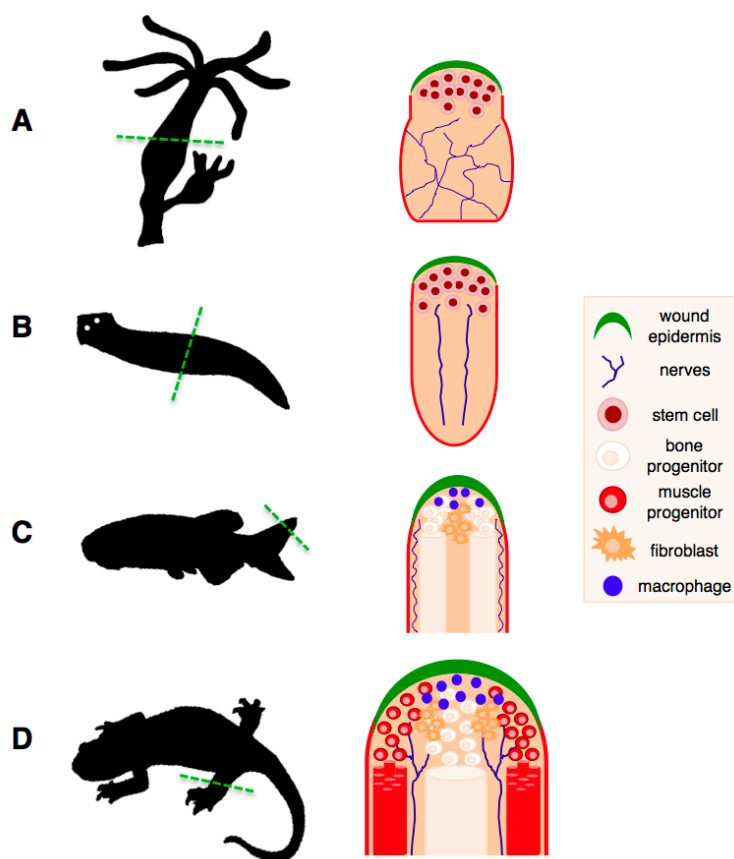 A
B
C
D
wound
epidermis
nerves
stem cell
bone
progenitor
muscle
progenitor
fibroblast
macrophage